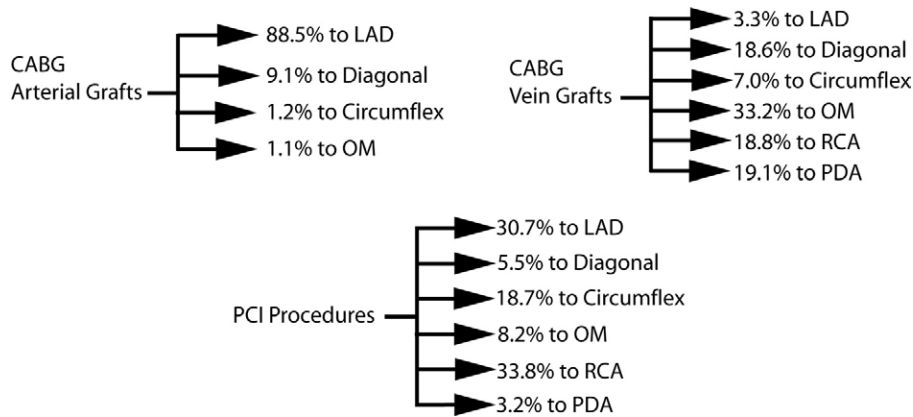 CABG
Arterial Grafts
88.5% to LAD
9.1% to Diagonal
1.2% to Circumflex
1.1% to OM
CABG
Vein Grafts
3.3% to LAD
18.6% to Diagonal
7.0% to Circumflex
33.2% to OM
18.8% to RCA
19.1% to PDA
PCI Procedures
30.7% to LAD
5.5% to Diagonal
18.7% to Circumflex
8.2% to OM
33.8% to RCA
3.2% to PDA